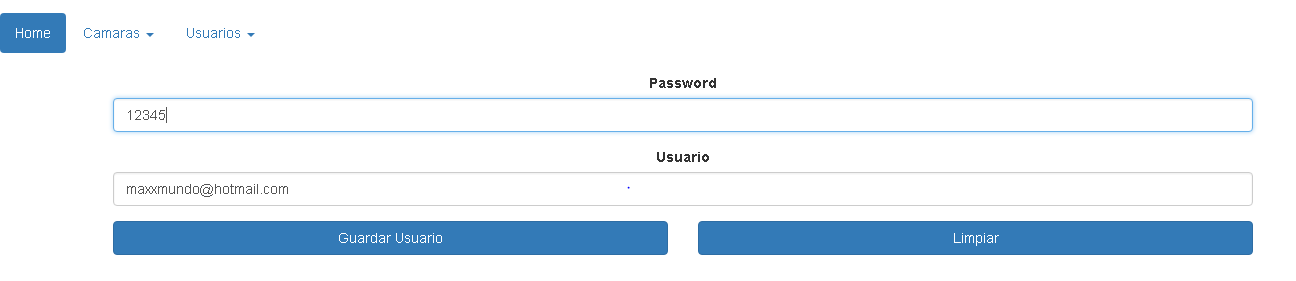 Home Camaras Usuarios
Password
12345
Usuario
maxxmundo@hotmail.com
Guardar Usuario Limpiar